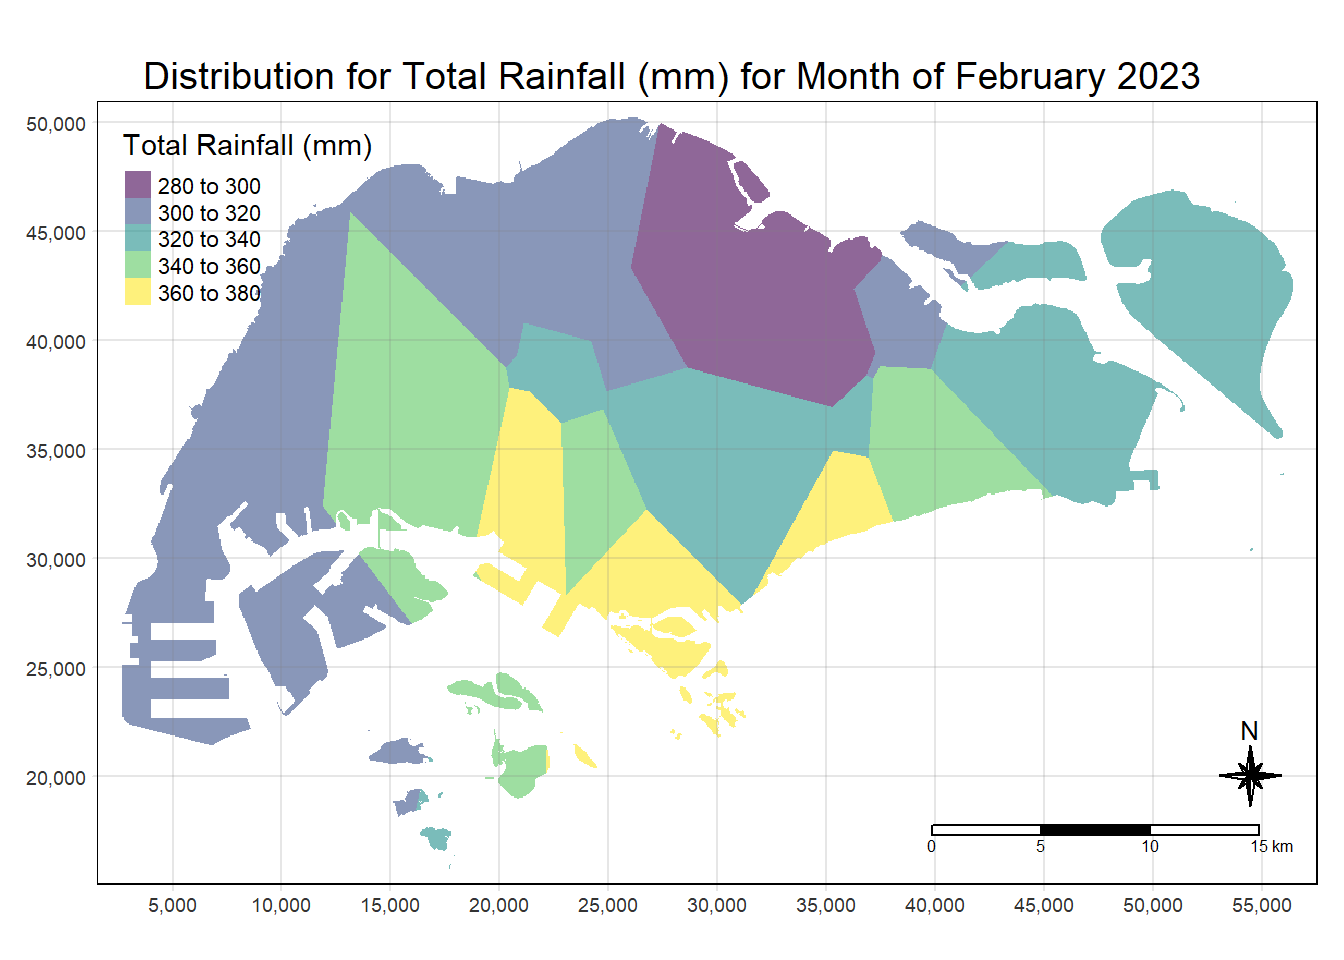 Distribution for Total Rainfall (mm) for Month of February 2023
Total Rainfall (mm)
280 to 300
300 to 320
320 to 340
340 to 360
360 to 380
50,000
45,000
40,000
35,000
30,000
25,000
20,000
N
0 5 10 15 km
5,000 10,000 15,000 20,000 25,000 30,000 35,000 40,000 45,000 50,000 55,000